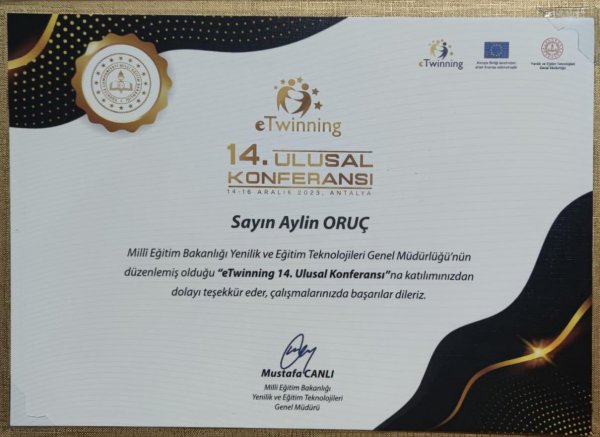 eTwinning
eTwinning
14. ULUSAL
KONFERANSI
14-16 ARALIK 2023, ANTALYA
Sayın Aylin ORUÇ
Millî Eğitim Bakanlığı Yenilik ve Eğitim Teknolojileri Genel Müdürlüğü'nün
düzenlemiş olduğu “eTwinning 14. Ulusal Konferansı”na katılımınızdan
dolayı teşekkür eder, çalışmalarınızda başarılar dileriz.
Mustafa CANLI
Milli Eğitim Bakanlığı
Yenilik ve Eğitim Teknolojileri
Genel Müdürü